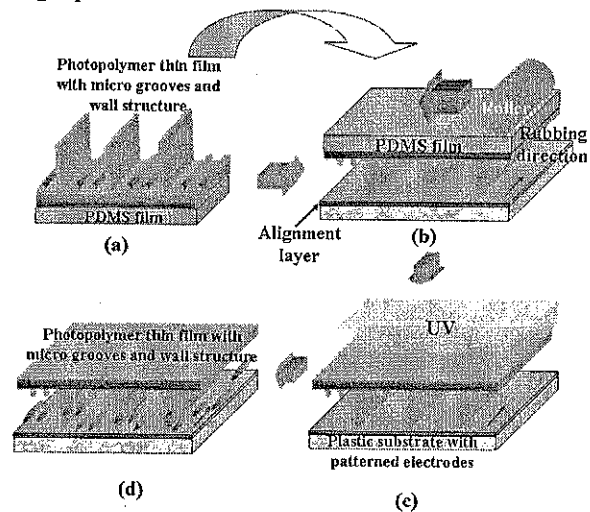 Photopolymer thin film
with micro grooves and
wall structure
PDMS film
(a)
Roller
PDMS film
Rubbing
direction
Alignment
layer
(b)
UV
Plastic substrate with
patterned electrodes
(c)
Photopolymer thin film with
micro grooves and wall structure
(d)